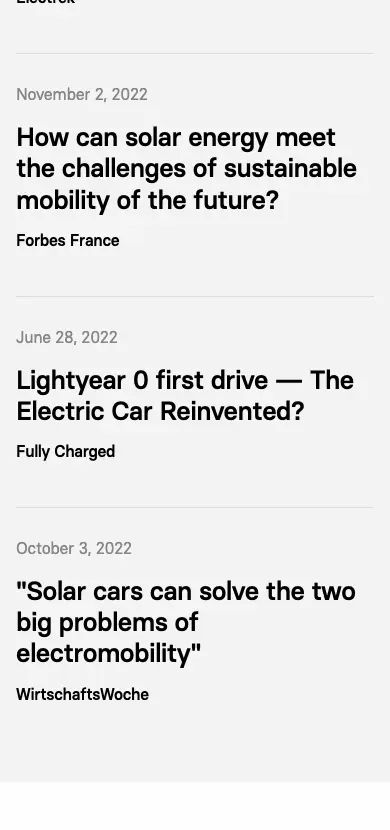 Electrek
November 2, 2022
How can solar energy meet
the challenges of sustainable
mobility of the future?
Forbes France
June 28, 2022
Lightyear 0 first drive — The
Electric Car Reinvented?
Fully Charged
October 3, 2022
"Solar cars can solve the two
big problems of
electromobility"
WirtschaftsWoche